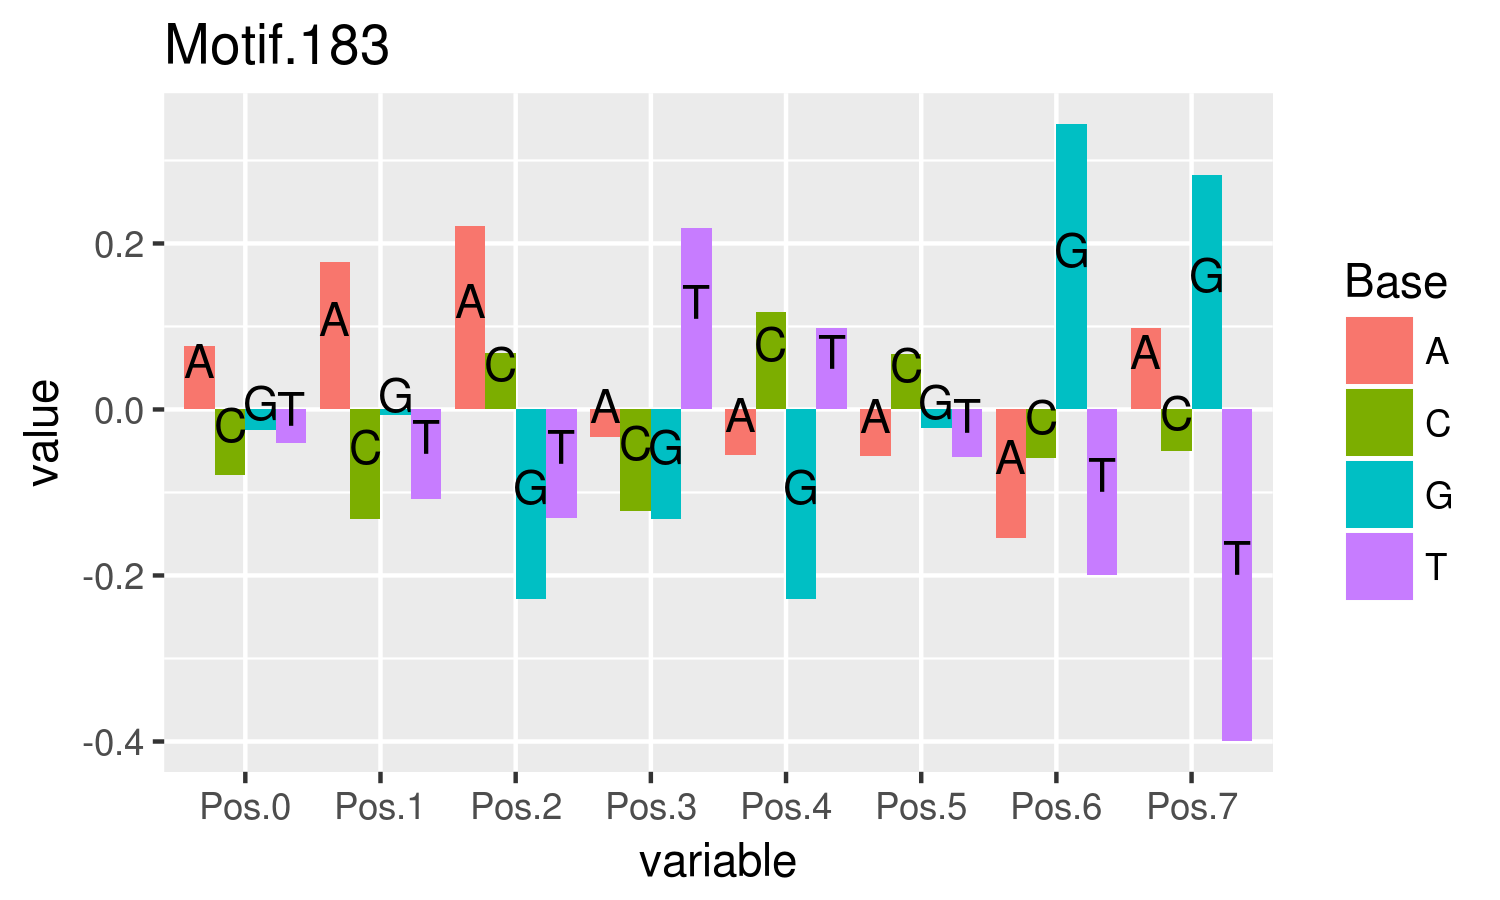 Motif.183
value
0.2
0.0
-0.2
-0.4
A C G T
A C G T
A C G T
A C G T
A C G T
A C G T
A C G T
A C G T
Pos.0 Pos.1 Pos.2 Pos.3 Pos.4 Pos.5 Pos.6 Pos.7
variable
Base
A
C
G
T